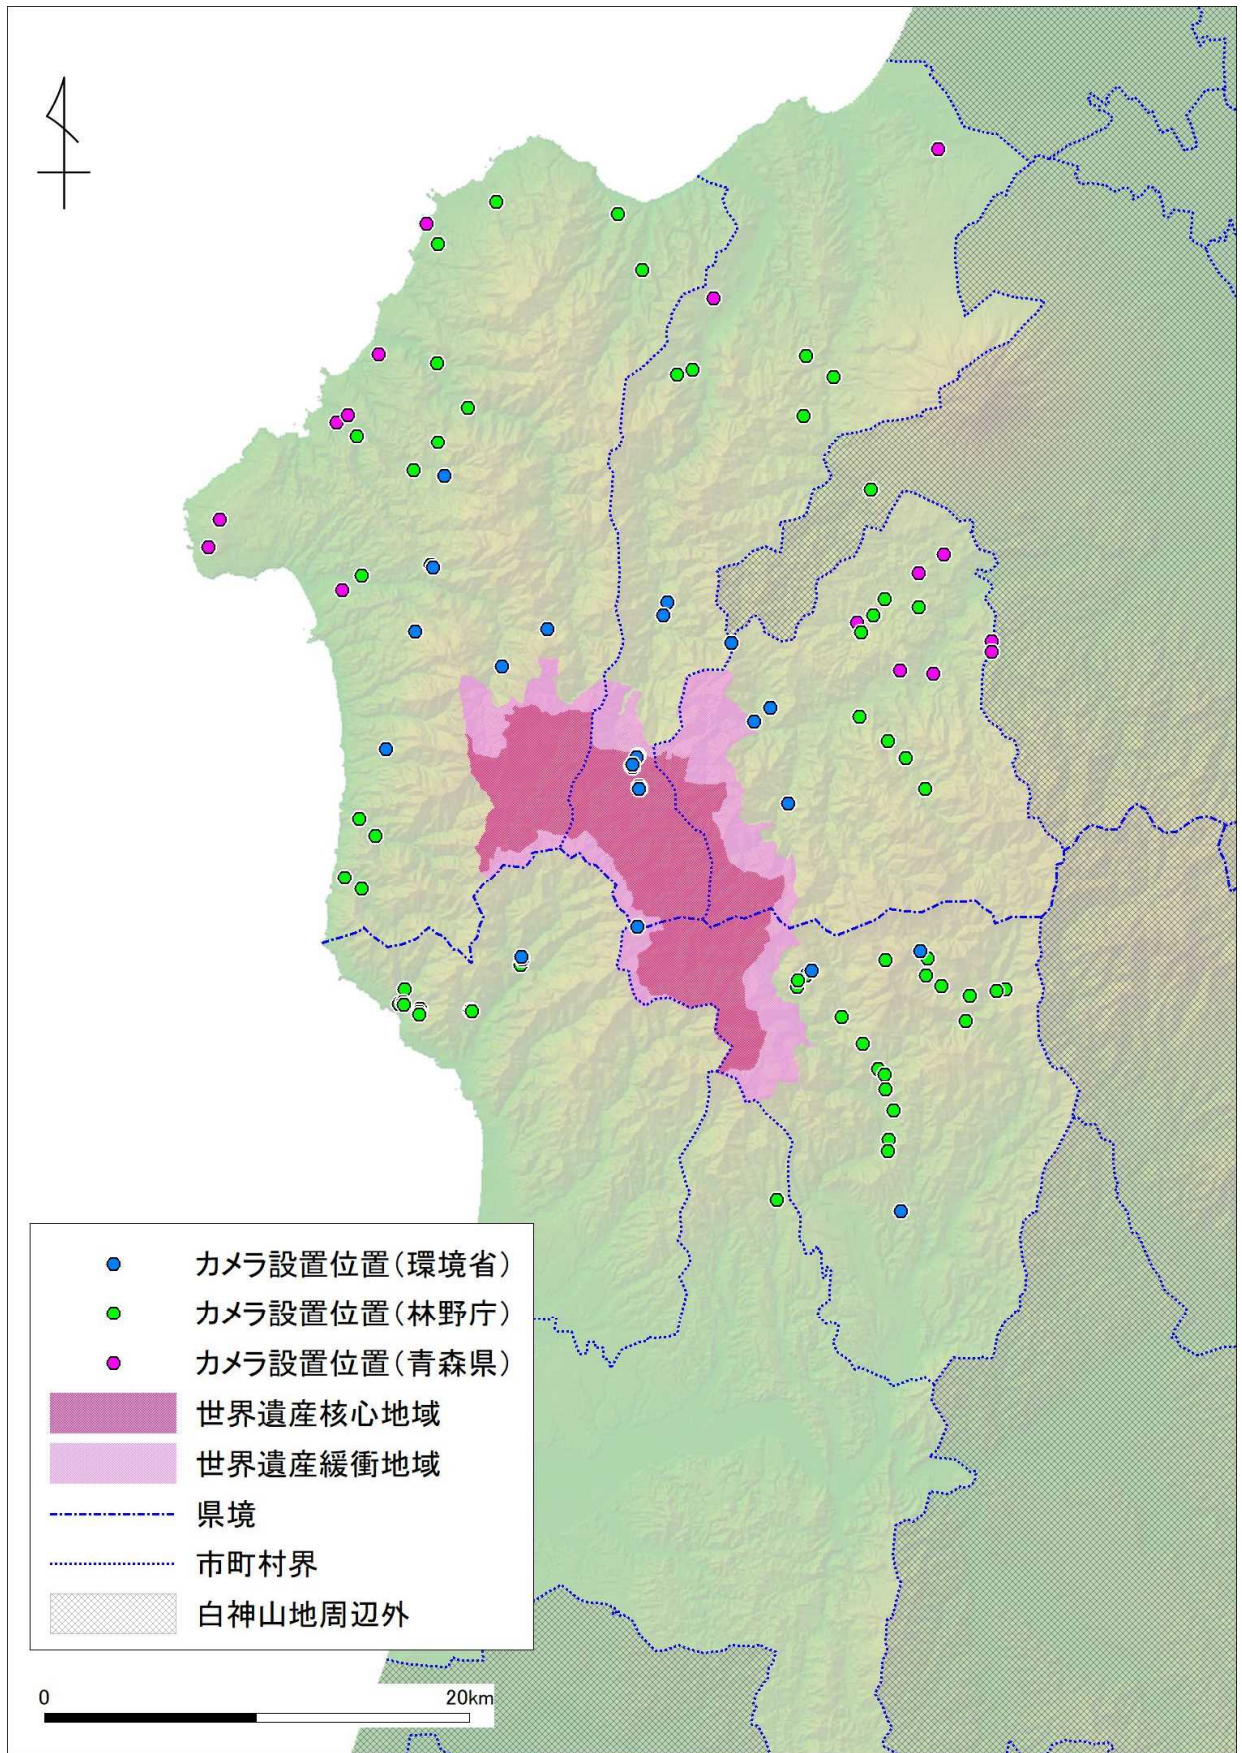 カメラ設置位置(環境省)
カメラ設置位置(林野庁)
カメラ設置位置(青森県)
世界遺産核心地域
世界遺産緩衝地域
県境
市町村界
白神山地周辺外
0 20km